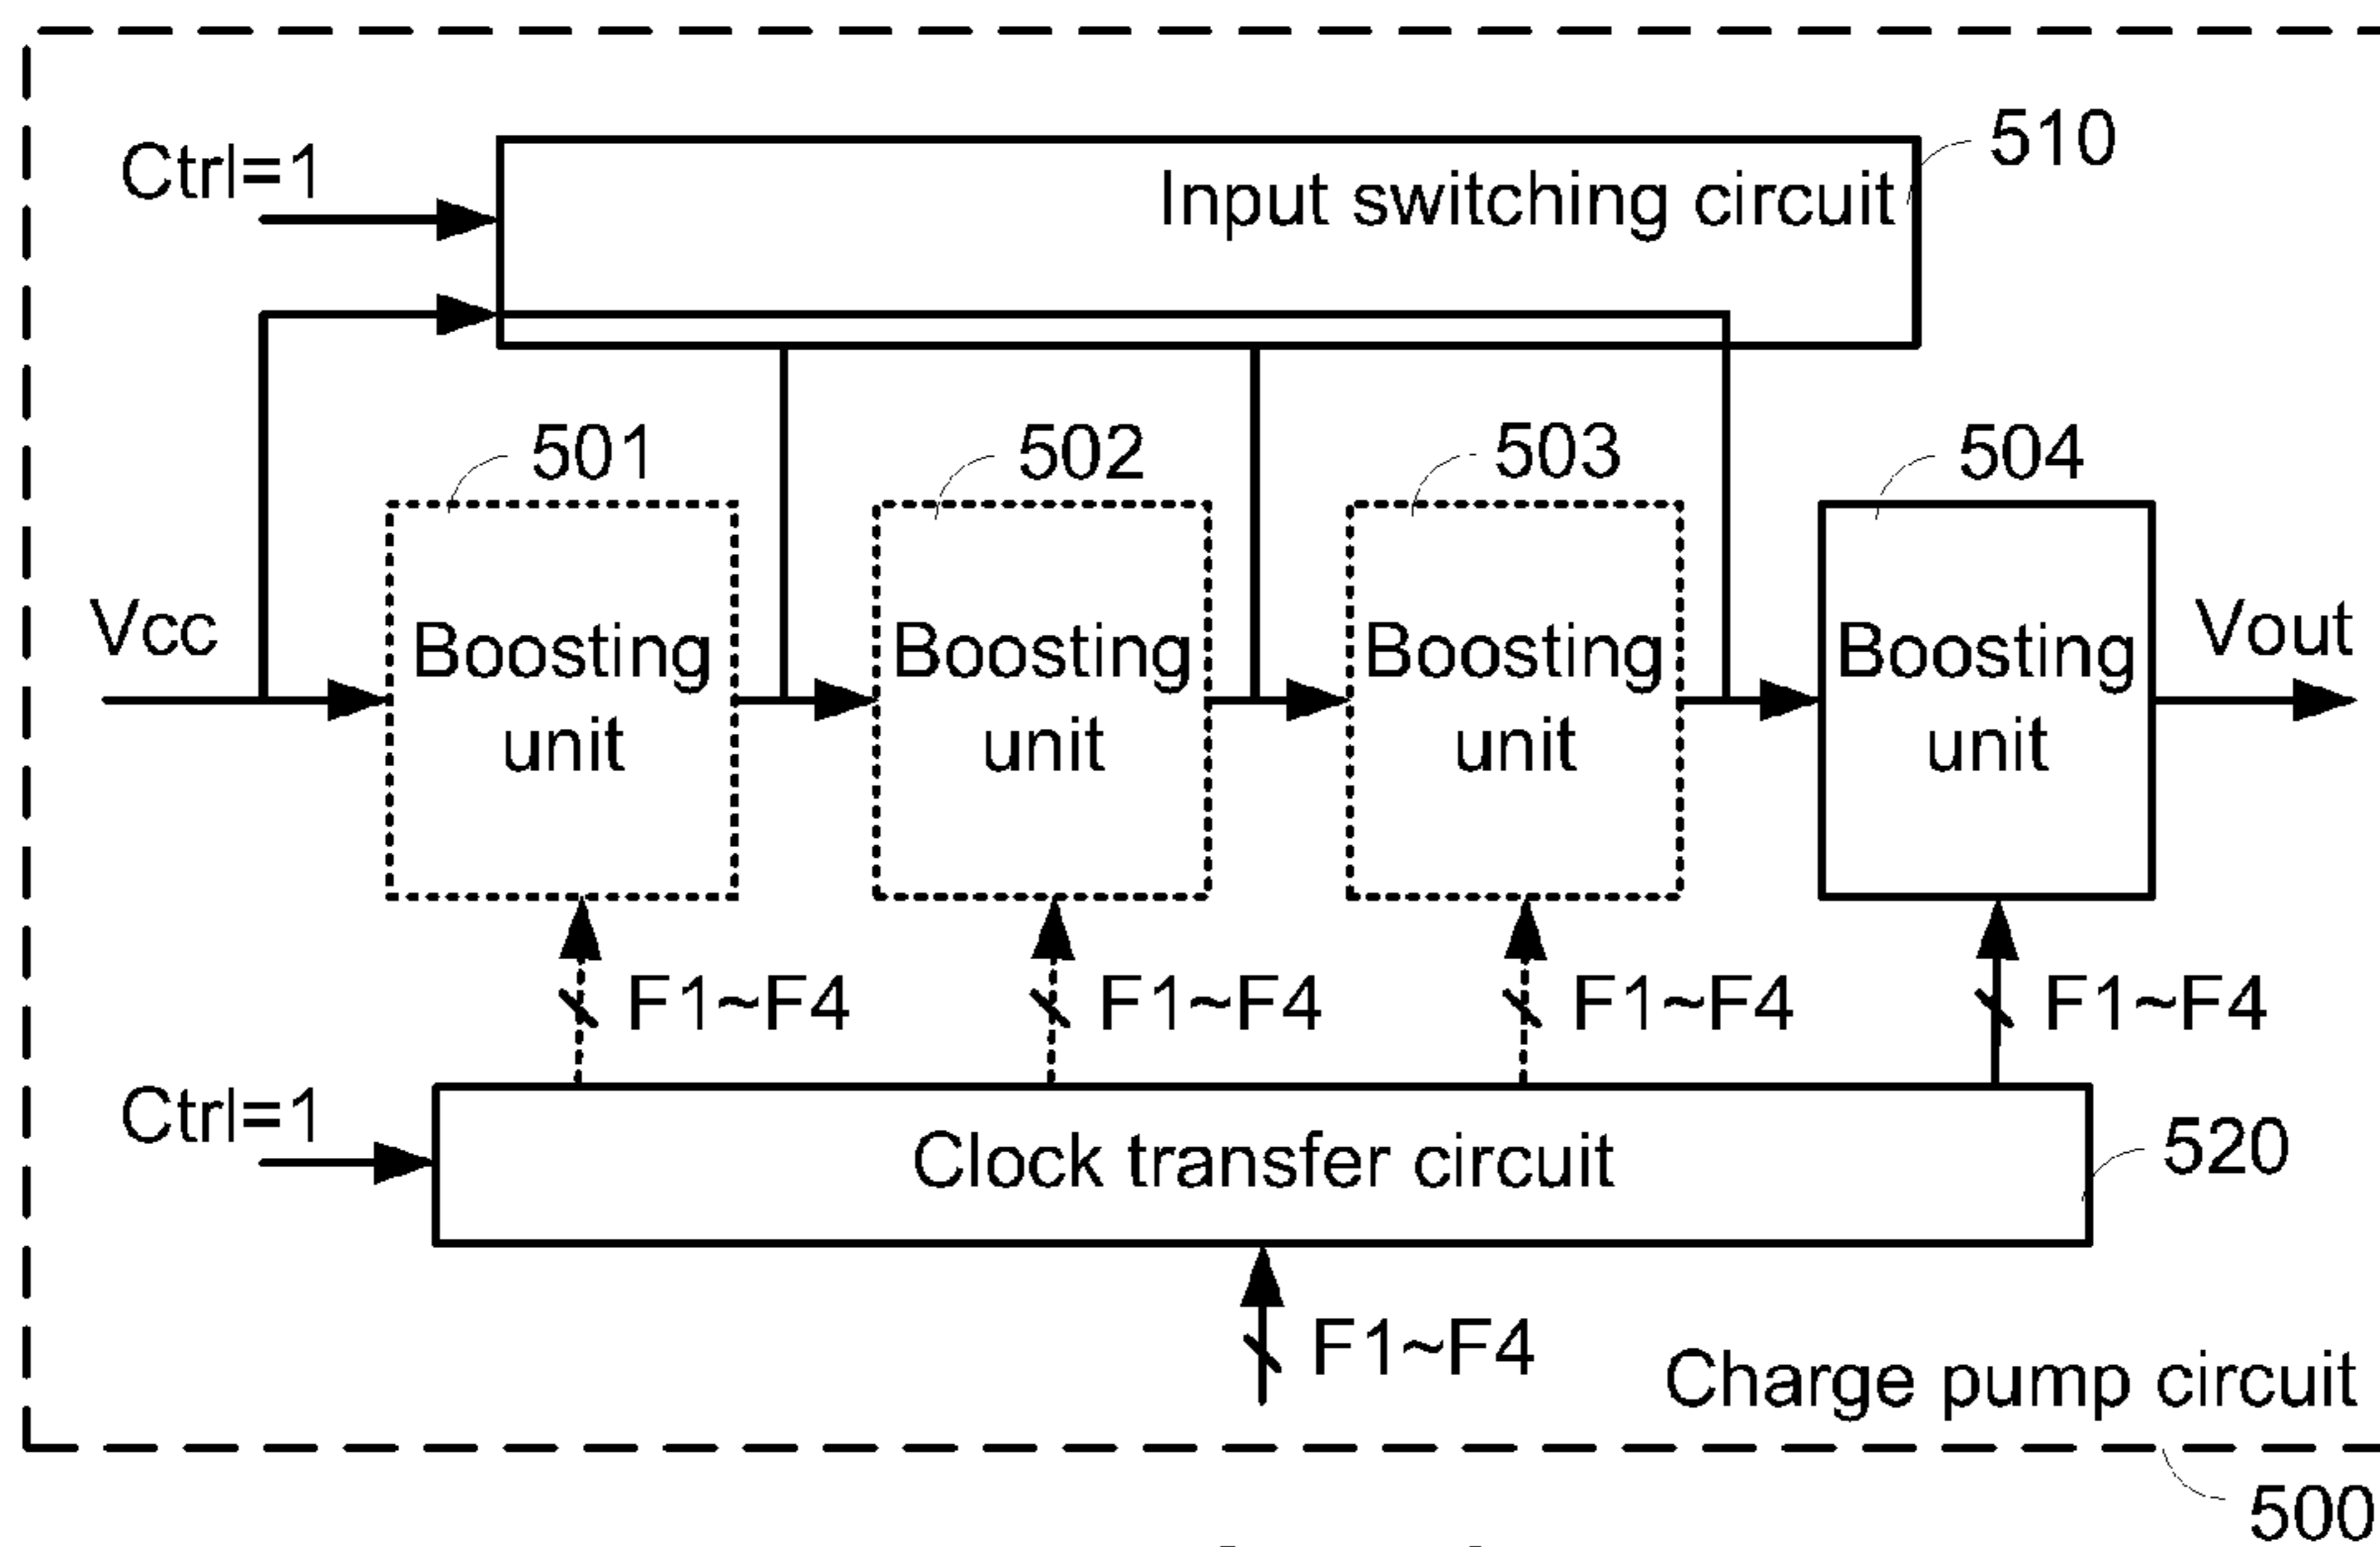 510
Ctrl=1
Input switching circuit
501
502
503
504
Vcc
Boosting
unit
Boosting
unit
Boosting
unit
Boosting
unit
Vout
F1~F4
F1~F4
F1~F4
F1~F4
Ctrl=1
Clock transfer circuit
520
F1~F4
Charge pump circuit
500